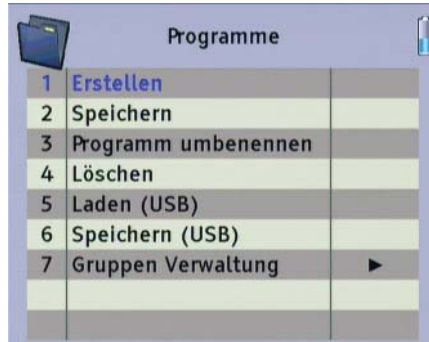 Programme
1 Erstellen
2 Speichern
3 Programm umbenennen
4 Löschen
5 Laden (USB)
6 Speichern (USB)
7 Gruppen Verwaltung ►